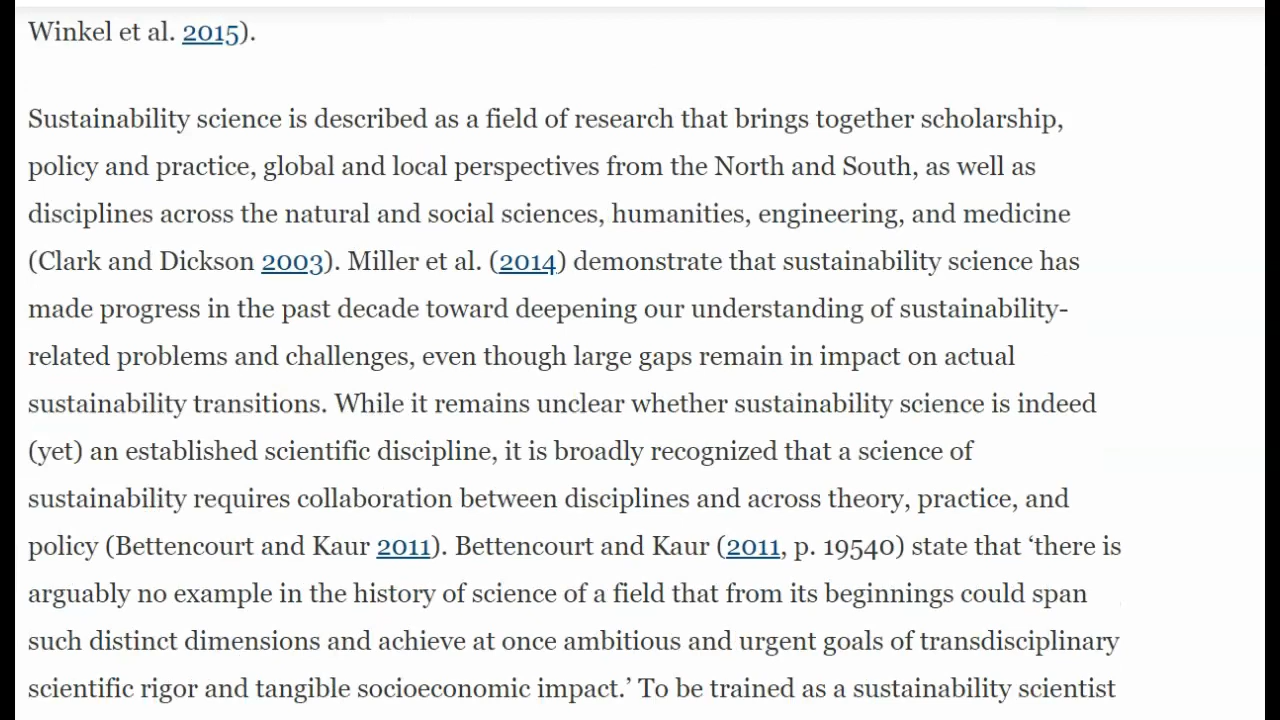 Winkel et al. 2015).
Sustainability science is described as a field of research that brings together scholarship,
policy and practice, global and local perspectives from the North and South, as well as
disciplines across the natural and social sciences, humanities, engineering, and medicine
(Clark and Dickson 2003). Miller et al. (2014) demonstrate that sustainability science has
made progress in the past decade toward deepening our understanding of sustainability-
related problems and challenges, even though large gaps remain in impact on actual
sustainability transitions. While it remains unclear whether sustainability science is indeed
(yet) an established scientific discipline, it is broadly recognized that a science of
sustainability requires collaboration between disciplines and across theory, practice, and
policy (Bettencourt and Kaur 2011). Bettencourt and Kaur (2011, p. 19540) state that ‘there is
arguably no example in the history of science of a field that from its beginnings could span
such distinct dimensions and achieve at once ambitious and urgent goals of transdisciplinary
scientific rigor and tangible socioeconomic impact.’ To be trained as a sustainability scientist